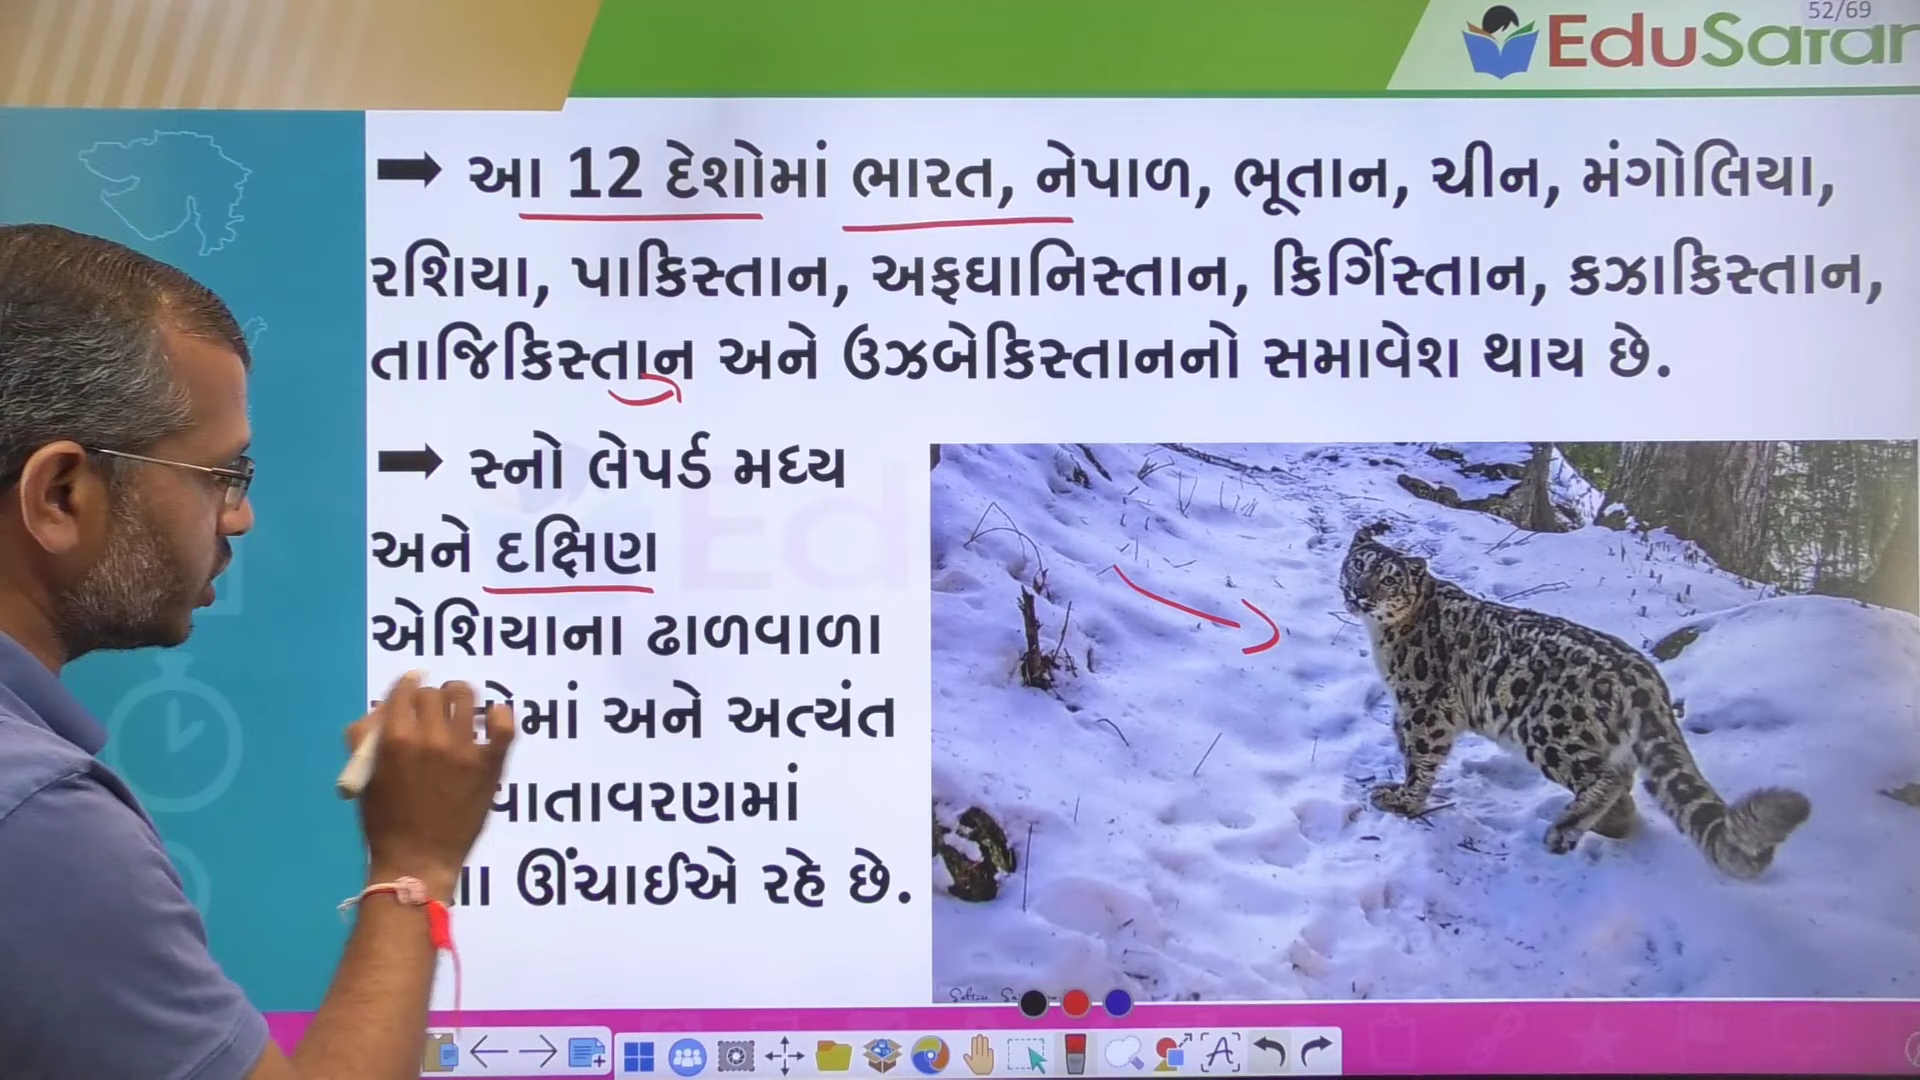 52/69
EduSafar
➡ આ 12 દેશોમાં ભારત, નેપાળ, ભૂતાન, ચીન, મંગોલિયા,
રશિયા, પાકિસ્તાન, અફઘાનિસ્તાન, કિર્ગિસ્તાન, કઝાકિસ્તાન,
તાજિકિસ્તાન અને ઉઝબેકિસ્તાનનો સમાવેશ થાય છે.
➡ સ્નો લેપર્ડ મધ્ય
અને દક્ષિણ
એશિયાના ઢાળવાળા
અને અત્યંત
વાતાવરણમાં
ઊંચાઈએ રહે છે.